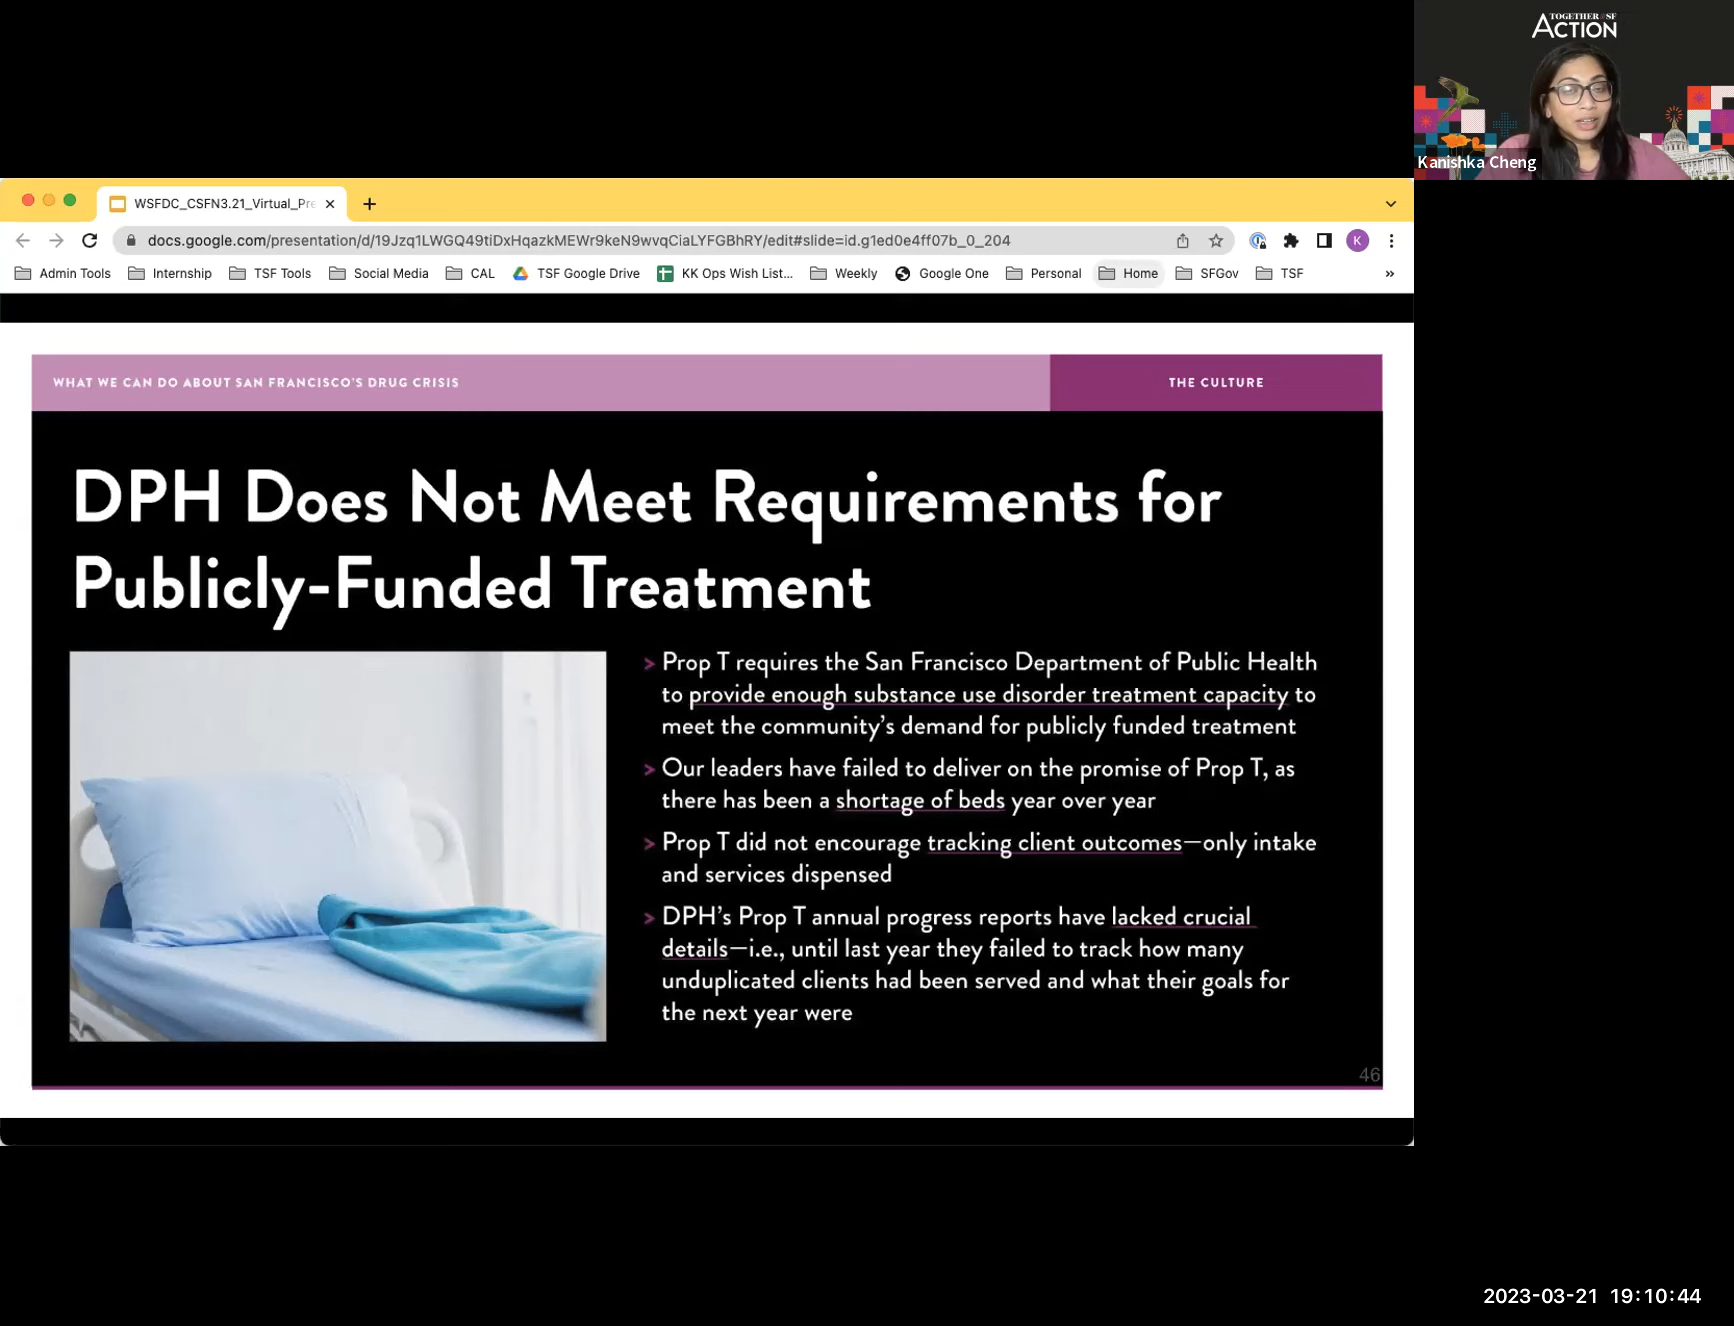 TOGETHER SF
ACTION
Kanishka Cheng
WSFDC_CSFN3.21_Virtual_Pre
docs.google.com/presentation/d/19Jzq1LWGQ49tiDxHqazkMEWr9keN9wvqCiaLYFGBhRY/edit#slide=id.g1ed0e4ff07b_0_204
K
Admin Tools Internship TSF Tools Social Media CAL TSF Google Drive KK Ops Wish List... Weekly Google One Personal Home SFGov TSF »
WHAT WE CAN DO ABOUT SAN FRANCISCO'S DRUG CRISIS
THE CULTURE
DPH Does Not Meet Requirements for
Publicly-Funded Treatment
> Prop T requires the San Francisco Department of Public Health
to provide enough substance use disorder treatment capacity to
meet the community's demand for publicly funded treatment
> Our leaders have failed to deliver on the promise of Prop T, as
there has been a shortage of beds year over year
> Prop T did not encourage tracking client outcomes—only intake
and services dispensed
> DPH's Prop T annual progress reports have lacked crucial
details—i.e., until last year they failed to track how many
unduplicated clients had been served and what their goals for
the next year were
46
2023-03-21 19:10:44